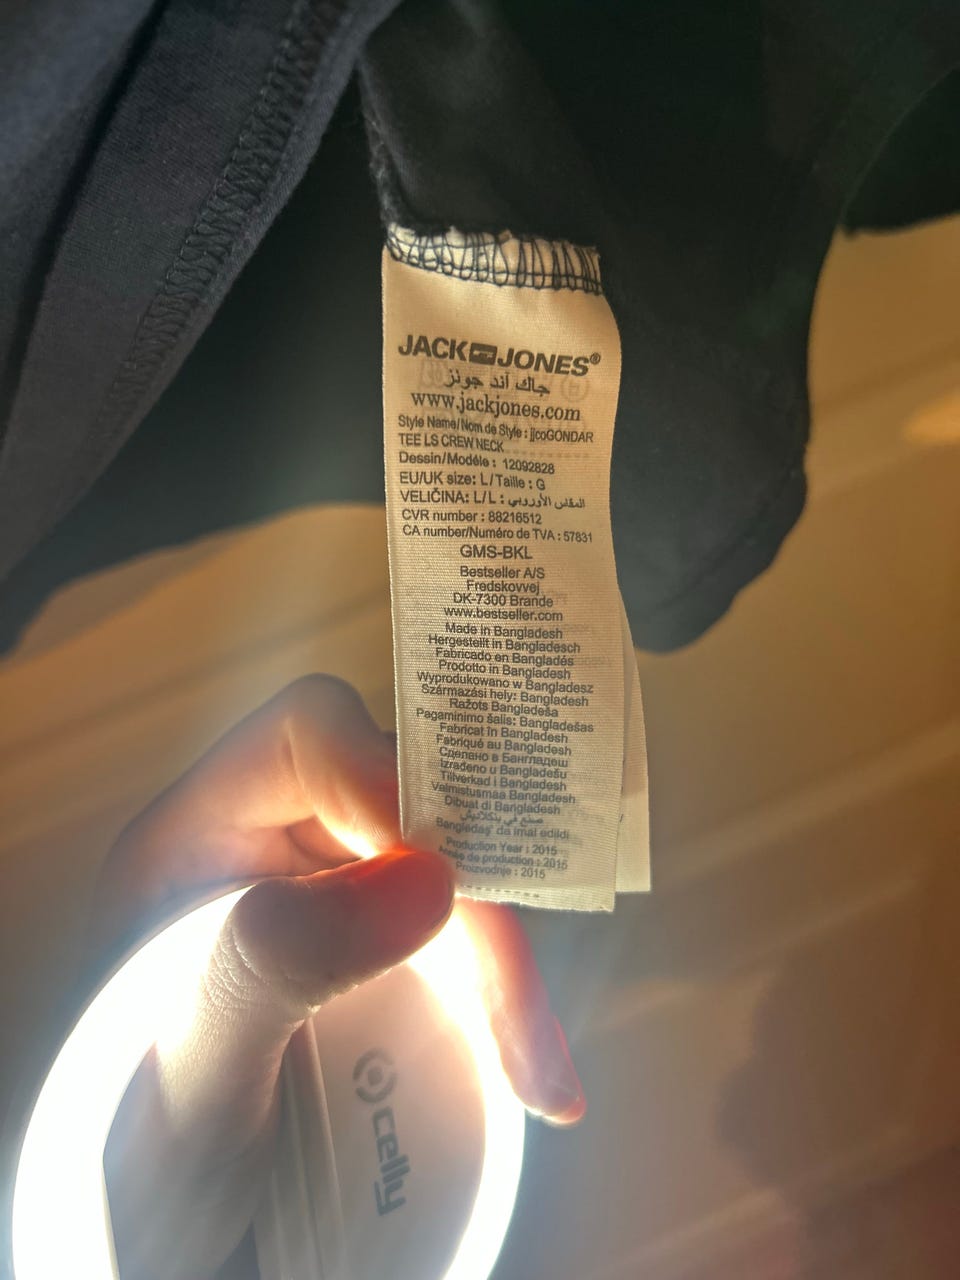 JACK JONES®
جاك آند جونز
www.jackjones.com
Style Name/Nom de Style : jjcoGONDAR
TEE LS CREW NECK
Dessin/Modéle : 12092828
EU/UK size: L/Taille : G
VELIČINA: L/L : المقاس الأوروبي
CVR number : 88216512
CA number/Numéro de TVA : 57831
GMS-BKL
Bestseller A/S
Fredskovvej
DK-7300 Brande
www.bestseller.com
Made in Bangladesh
Hergestellt in Bangladesch
Fabricado en Bangladés
Prodotto in Bangladesh
Wyprodukowano w Bangladesz
Származási hely: Bangladesh
Ražots Bangladeša
Pagaminimo šalis: Bangladešas
Fabricat în Bangladesh
Fabriqué au Bangladesh
Сделано в Бангладеш
Izrađeno u Bangladešu
Tillverkad i Bangladesh
Valmistusmaa Bangladesh
Dibuat di Bangladesh
صنع في بنكلاديش
Bangladaş' da imal edildi
Production Year : 2015
Année de production : 2015
Proizvodnje : 2015
celly